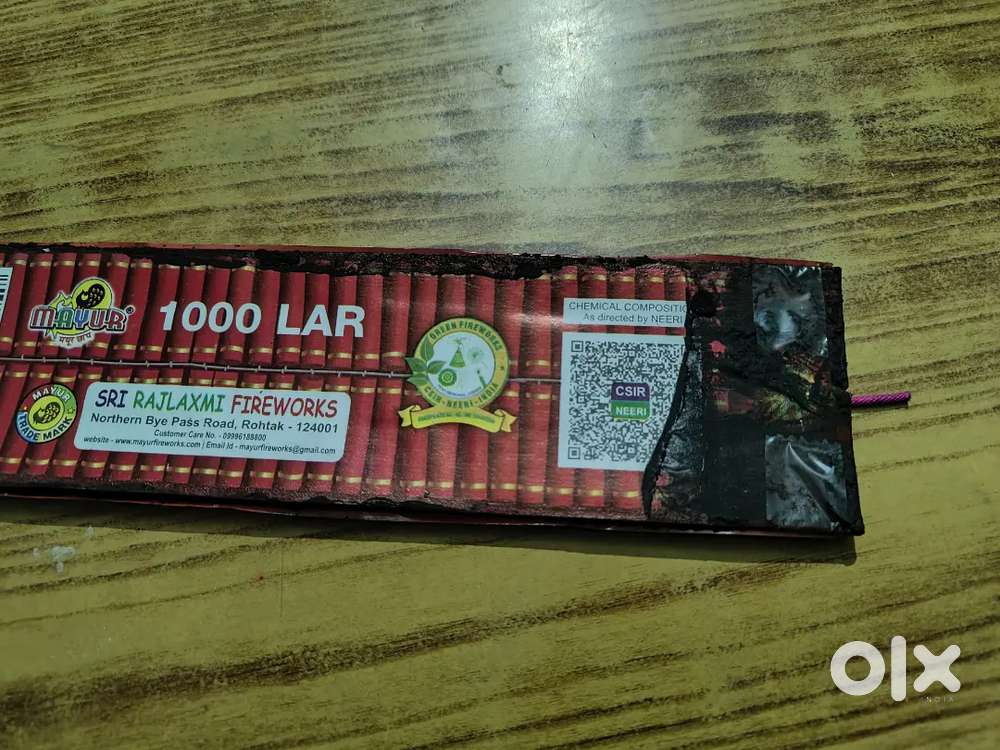 MAYUR®
मयूर छाप
1000 LAR
GREEN FIREWORKS
CSIR-NEERI-INDIA
CHEMICAL COMPOSITIO
As directed by NEERI
CSIR
NEERI
MAYUR
TRADE MARK
SRI RAJLAXMI FIREWORKS
Northern Bye Pass Road, Rohtak - 124001
Customer Care No. - 09996188800
website - www.mayurfireworks.com | Email Id - mayurfireworks@gmail.com
olx
INDIA